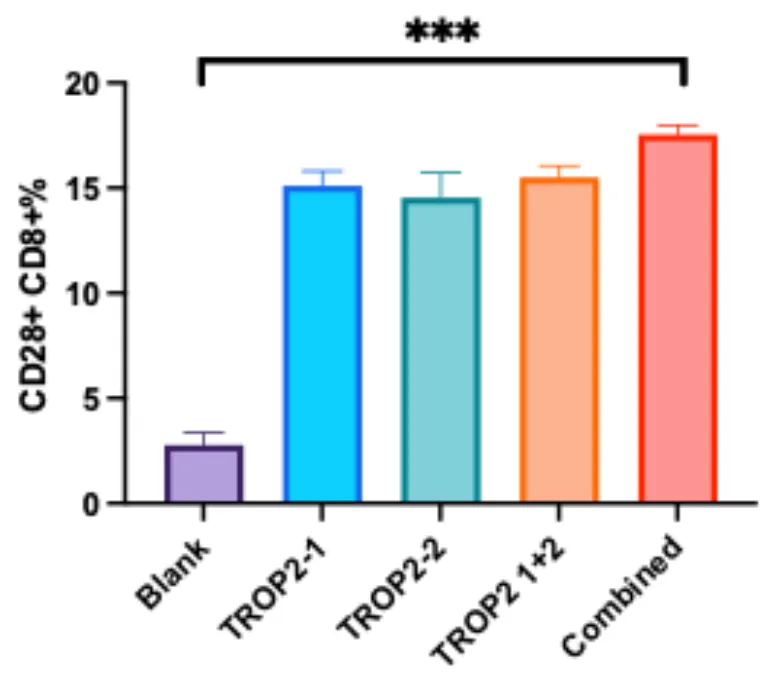 ***
20
15
10
5
0
CD28+ CD8+%
Blank
TROP2-1
TROP2-2
TROP2 1+2
Combined